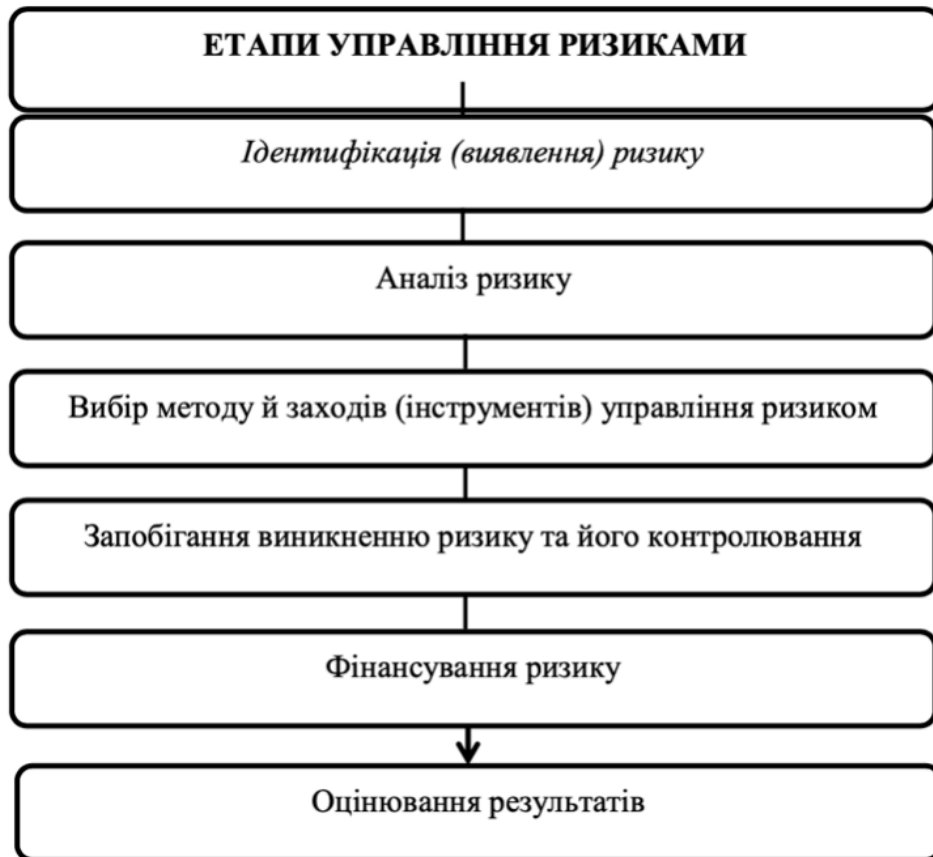 ЕТАПИ УПРАВЛІННЯ РИЗИКАМИ
Ідентифікація (виявлення) ризику
Аналіз ризику
Вибір методу й заходів (інструментів) управління ризиком
Запобігання виникненню ризику та його контролювання
Фінансування ризику
Оцінювання результатів